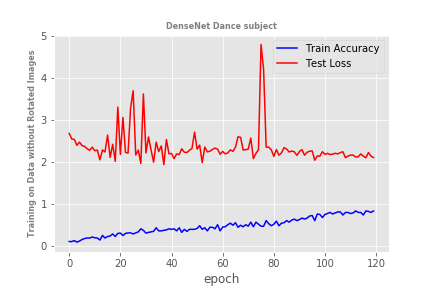 DenseNet Dance subject
Train Accuracy
Test Loss
Training on Data without Rotated Images
5
4
3
2
1
0
0 20 40 60 80 100 120
epoch